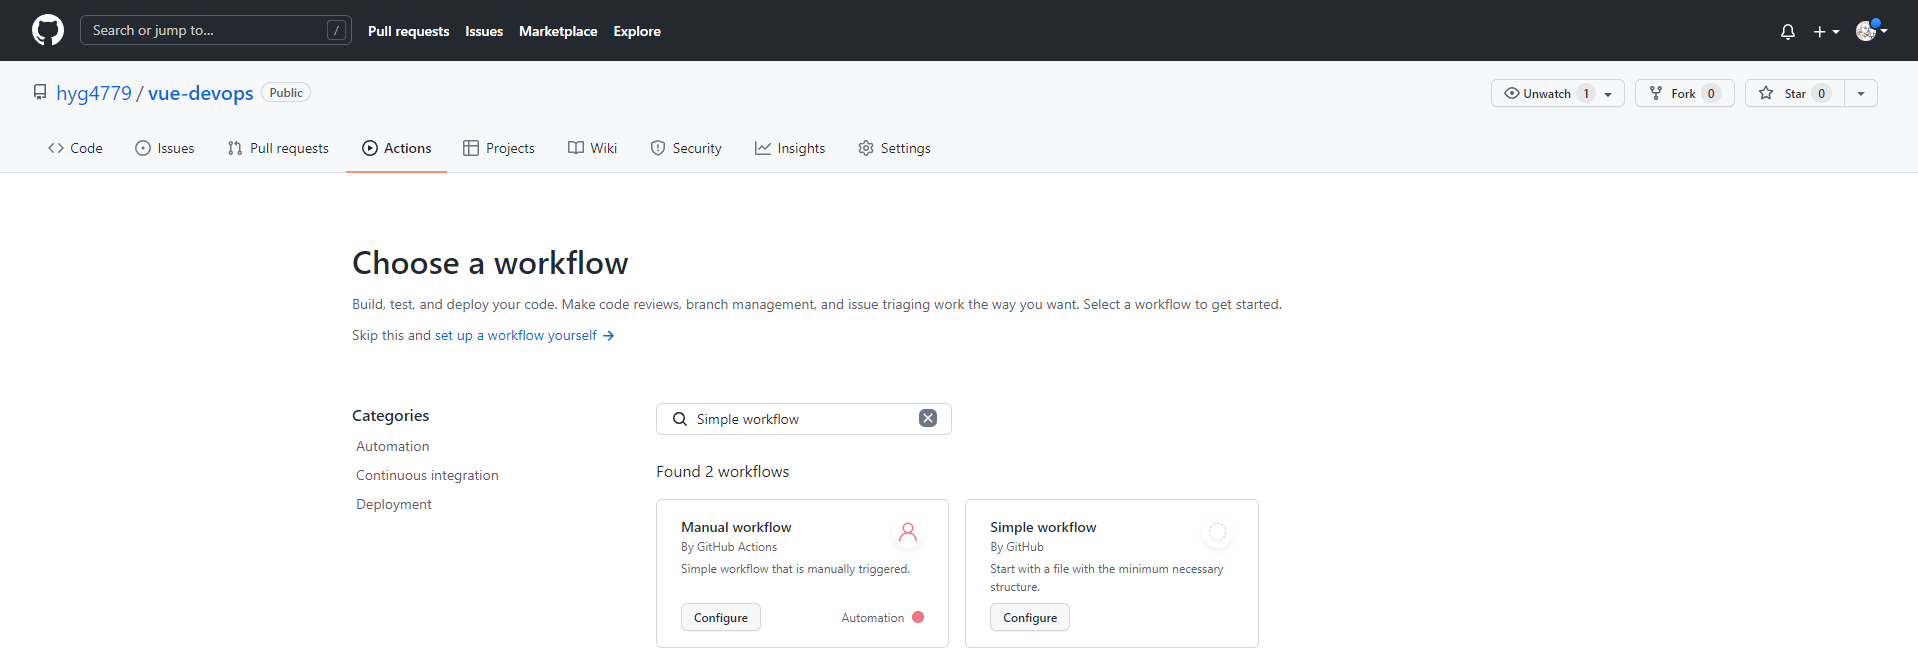 Search or jump to... /
Pull requests Issues Marketplace Explore
hyg4779 / vue-devops Public
Unwatch 1 Fork 0 Star 0
Code Issues Pull requests Actions Projects Wiki Security Insights Settings
Choose a workflow
Build, test, and deploy your code. Make code reviews, branch management, and issue triaging work the way you want. Select a workflow to get started.
Skip this and set up a workflow yourself →
Categories
Automation
Continuous integration
Deployment
Simple workflow
Found 2 workflows
Manual workflow
By GitHub Actions
Simple workflow that is manually triggered.
Configure
Automation
Simple workflow
By GitHub
Start with a file with the minimum necessary
structure.
Configure